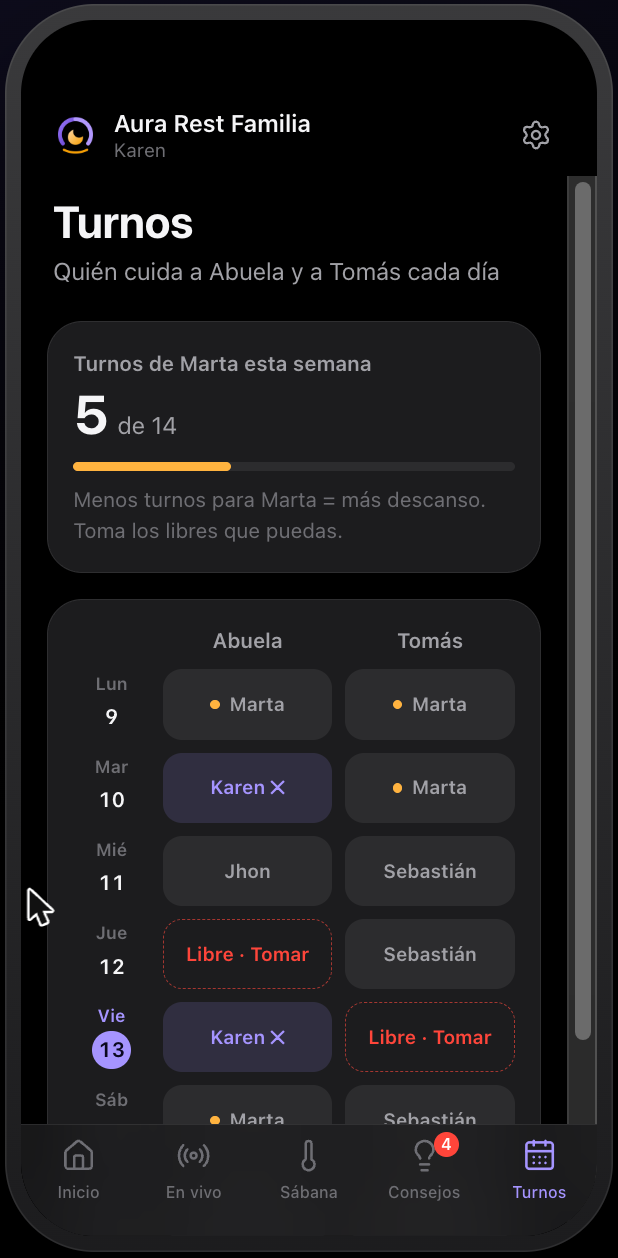 Aura Rest Familia
Karen
Turnos
Quién cuida a Abuela y a Tomás cada día
Turnos de Marta esta semana
5 de 14
Menos turnos para Marta = más descanso.
Toma los libres que puedas.
Abuela Tomás
Lun
9 Marta Marta
Mar
10 Karen ✕ Marta
Mié
11 Jhon Sebastián
Jue
12 Libre · Tomar Sebastián
Vie
13 Karen ✕ Libre · Tomar
Sáb
Marta Sebastián
4
Inicio En vivo Sábana Consejos Turnos